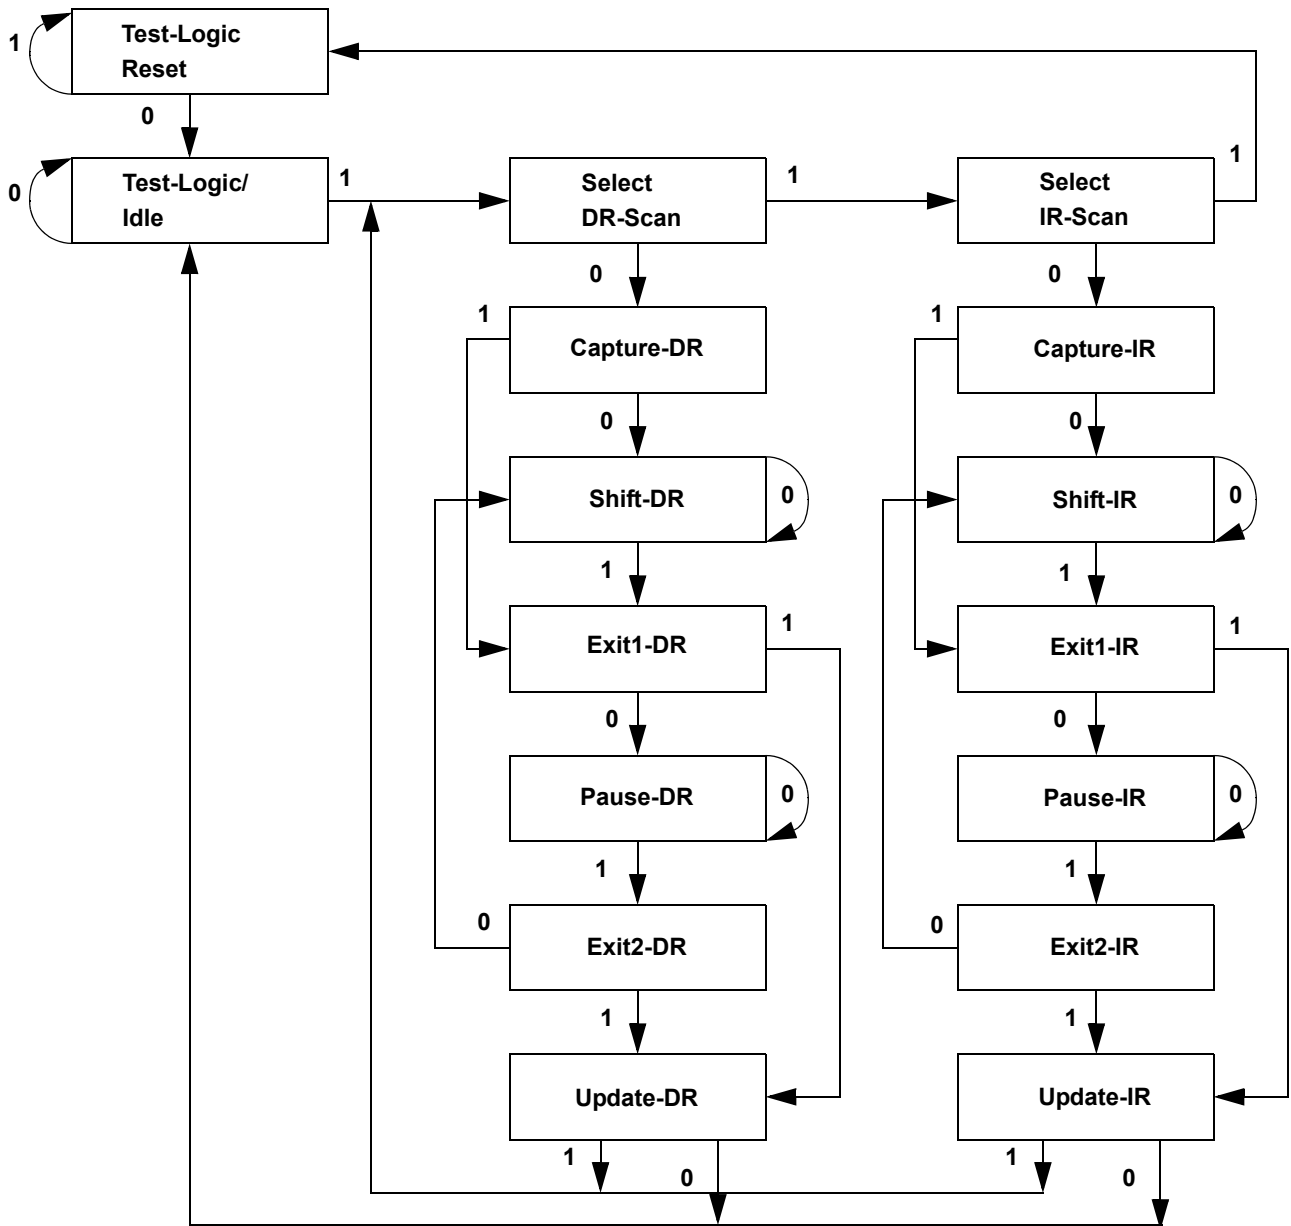 1
Test-Logic
Reset
0
0
Test-Logic/
Idle
1
Select
DR-Scan
1
Select
IR-Scan
1
0
0
1
Capture-DR
1
Capture-IR
0
0
Shift-DR
0
Shift-IR
0
1
1
Exit1-DR
1
Exit1-IR
1
0
0
Pause-DR
0
Pause-IR
0
1
1
0
Exit2-DR
0
Exit2-IR
1
1
Update-DR
Update-IR
1
0
1
0